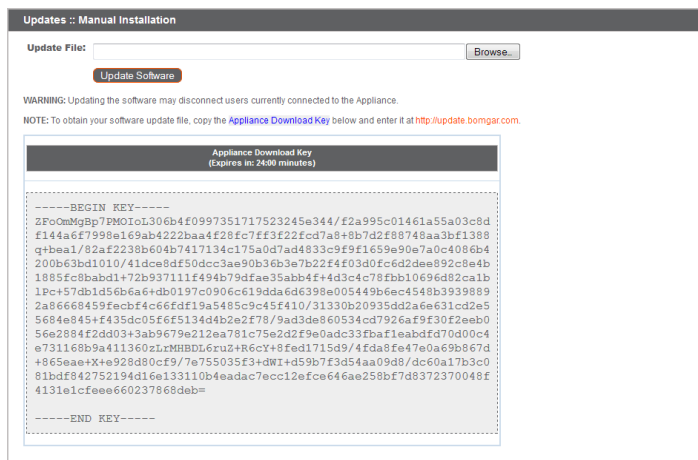 Updates :: Manual Installation
Update File:
Browse..
Update Software
WARNING: Updating the software may disconnect users currently connected to the Appliance.
NOTE: To obtain your software update file, copy the Appliance Download Key below and enter it at http://update.bomgar.com.
Appliance Download Key
(Expires in: 24:00 minutes)
-----BEGIN KEY-----
ZFoOmMgBp7PMOIoL306b4f0997351717523245e344/f2a995c01461a55a03c8d
f144a6f7998e169ab4222baa4f28fc7ff3f22fcd7a8+8b7d2f88748aa3bf1388
q+bea1/82af2238b604b7417134c175a0d7ad4833c9f9f1659e90e7a0c4086b4
200b63bd1010/41dce8df50dcc3ae90b36b3e7b22f4f03d0fc6d2dee892c8e4b
1885fc8babd1+72b937111f494b79dfae35abb4f+4d3c4c78fbb10696d82ca1b
lPc+57db1d56b6a6+db0197c0906c619dda6d6398e005449b6ec4548b3939889
2a86668459fecbf4c66fdf19a5485c9c45f410/31330b20935dd2a6e631cd2e5
5684e845+f435dc05f6f5134d4b2e2f78/9ad3de860534cd7926af9f30f2eeb0
56e2884f2dd03+3ab9679e212ea781c75e2d2f9e0adc33fbaf1eabdfd70d00c4
e731168b9a411360zLrMHBDL6ruZ+R6cY+8fed1715d9/4fda8fe47e0a69b867d
+865eae+X+e928d80cf9/7e755035f3+dWI+d59b7f3d54aa09d8/dc60a17b3c0
81bdf842752194d16e133110b4eadac7ecc12efce646ae258bf7d8372370048f
4131e1cfeee660237868deb=
-----END KEY-----